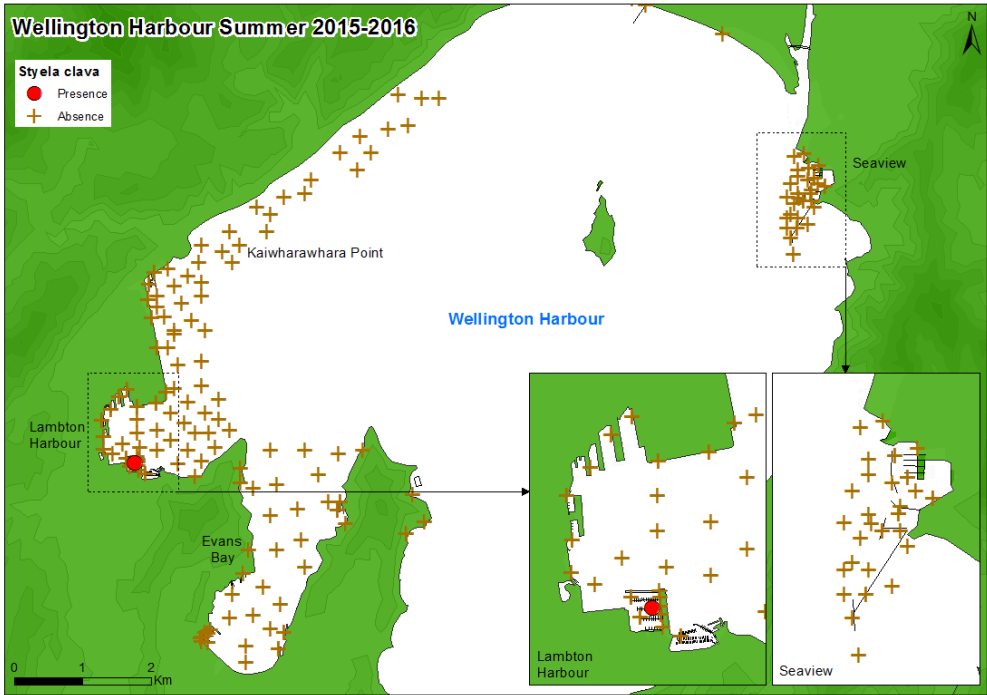 Wellington Harbour Summer 2015-2016
N
Styela clava
Presence
Absence
Seaview
Kaiwharawhara Point
Wellington Harbour
Lambton
Harbour
Evans
Bay
Lambton
Harbour
Seaview
0 1 2
Km